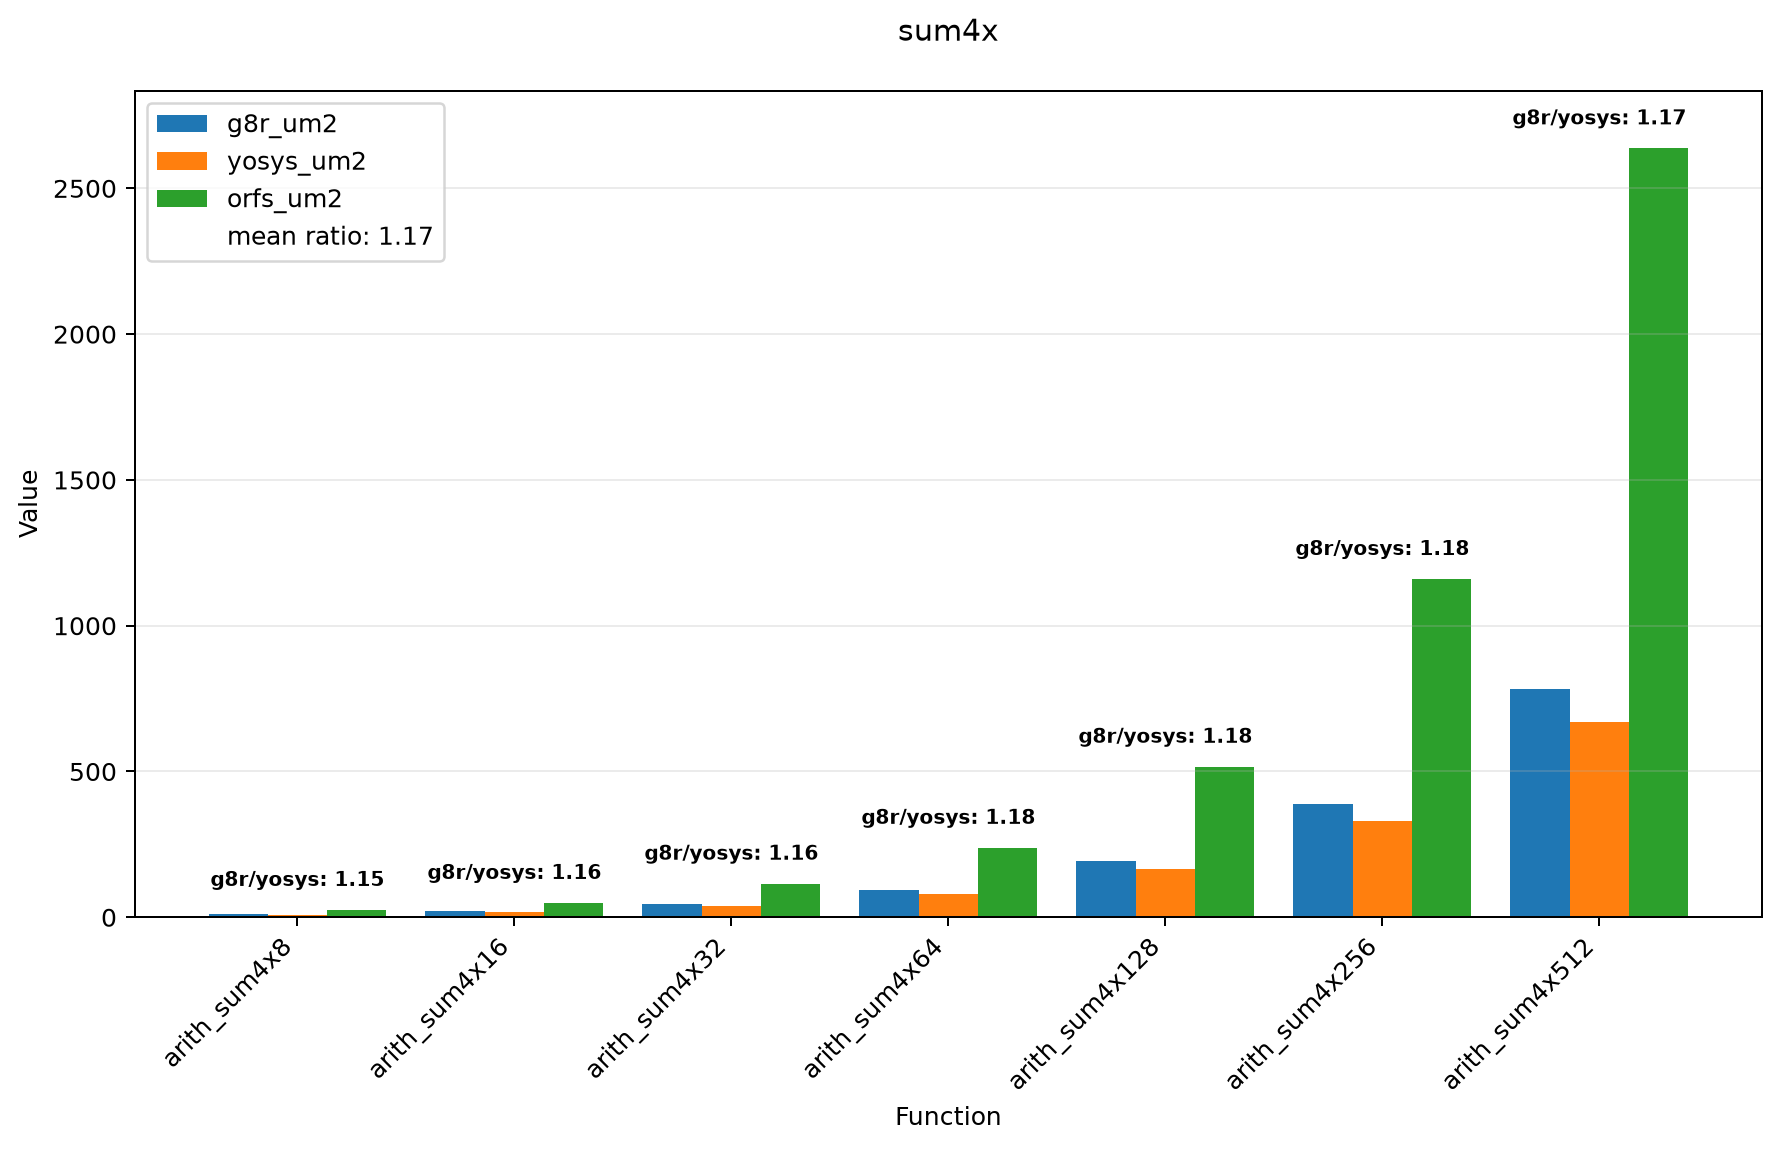 sum4x
g8r_um2
yosys_um2
orfs_um2
mean ratio: 1.17
g8r/yosys: 1.15
g8r/yosys: 1.16
g8r/yosys: 1.16
g8r/yosys: 1.18
g8r/yosys: 1.18
g8r/yosys: 1.18
g8r/yosys: 1.17
Value
2500
2000
1500
1000
500
0
arith_sum4x8
arith_sum4x16
arith_sum4x32
arith_sum4x64
arith_sum4x128
arith_sum4x256
arith_sum4x512
Function